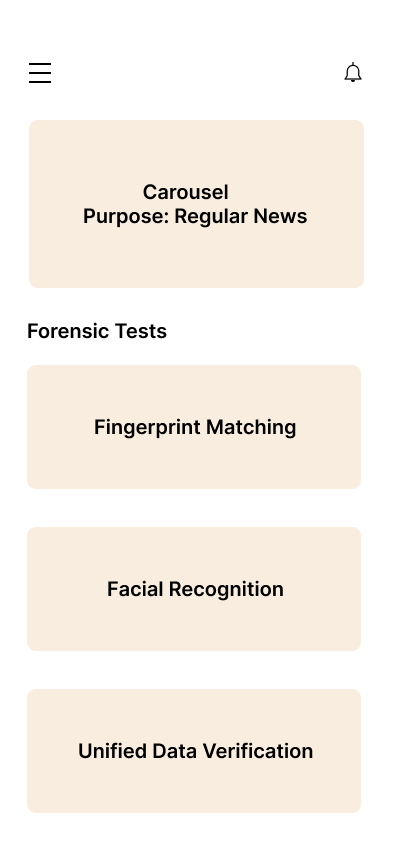 Carousel
Purpose: Regular News
Forensic Tests
Fingerprint Matching
Facial Recognition
Unified Data Verification